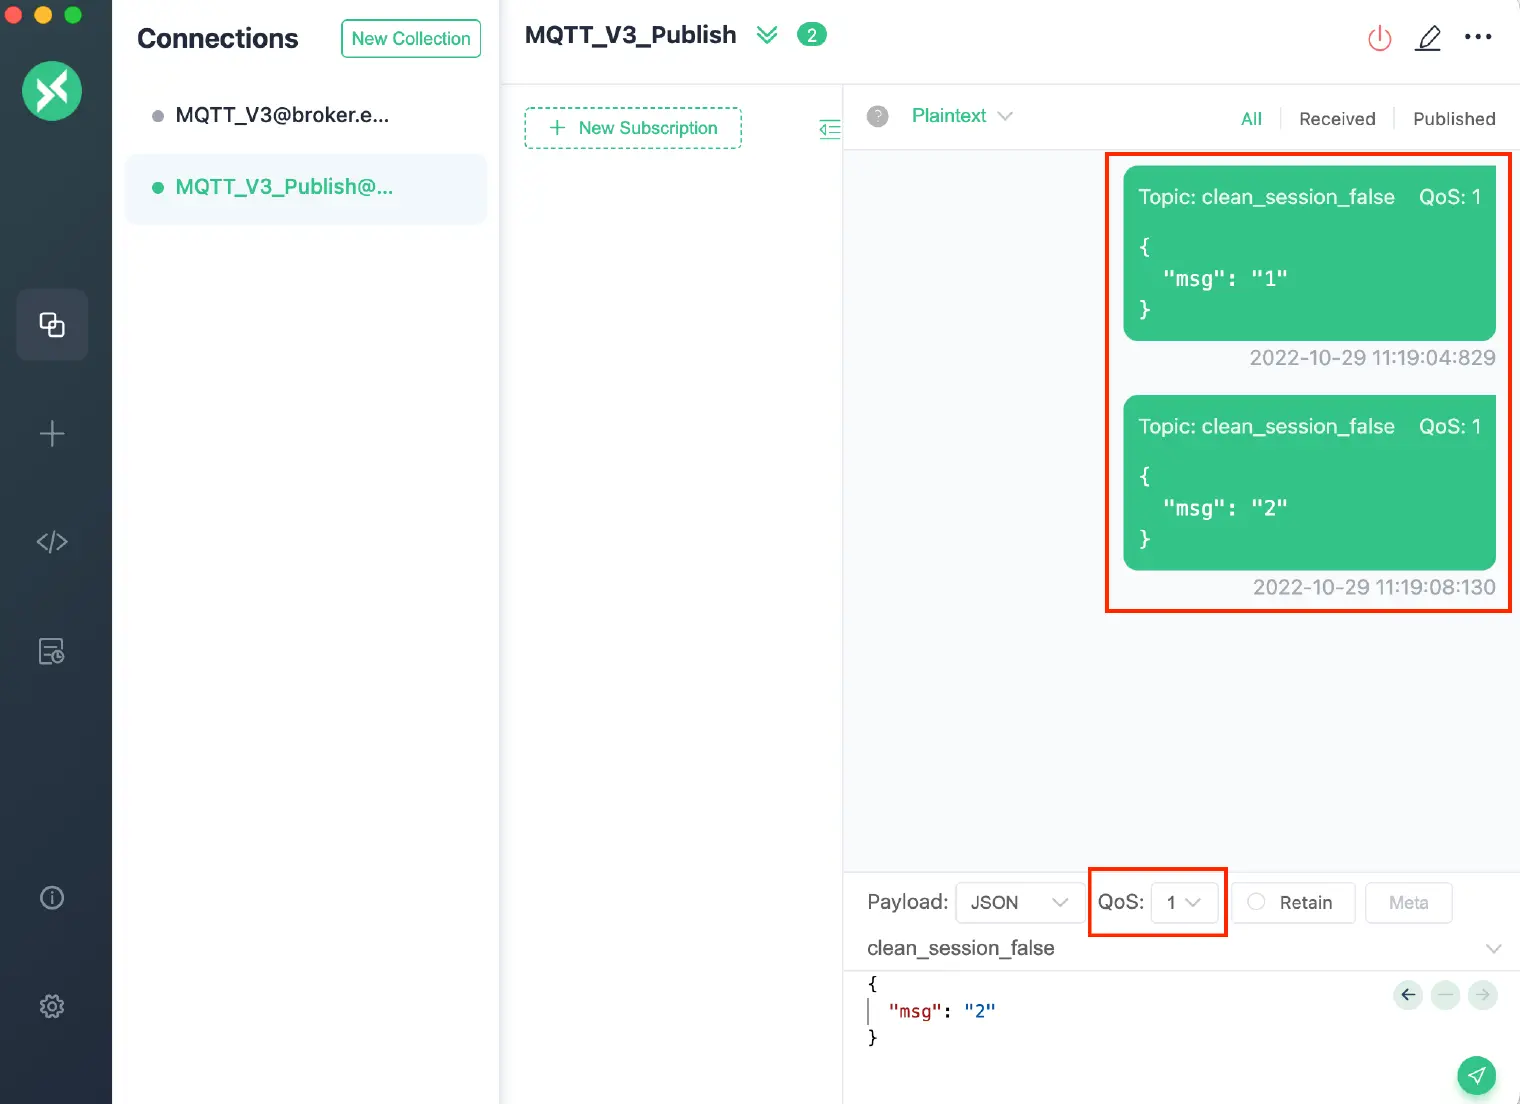 Connections
New Collection
MQTT_V3@broker.e...
MQTT_V3_Publish@...
MQTT_V3_Publish 2
New Subscription
? Plaintext
All
Received
Published
Topic: clean_session_false QoS: 1
{
"msg": "1"
}
2022-10-29 11:19:04:829
Topic: clean_session_false QoS: 1
{
"msg": "2"
}
2022-10-29 11:19:08:130
Payload: JSON QoS: 1 Retain Meta
clean_session_false
{
"msg": "2"
}